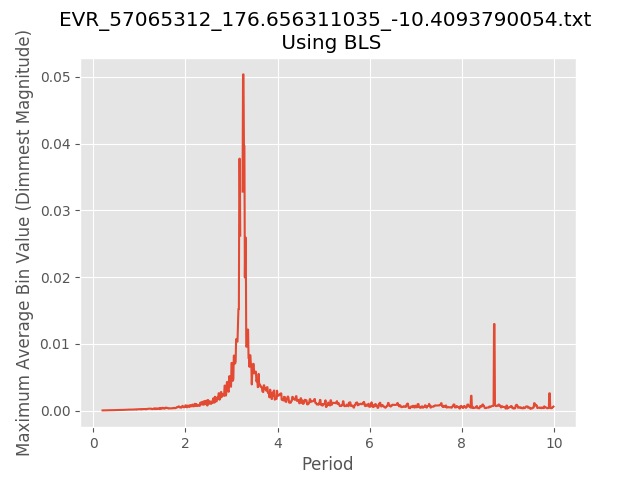 EVR_57065312_176.656311035_-10.4093790054.txt
Using BLS
Maximum Average Bin Value (Dimmest Magnitude)
0.05
0.04
0.03
0.02
0.01
0.00
0 2 4 6 8 10
Period